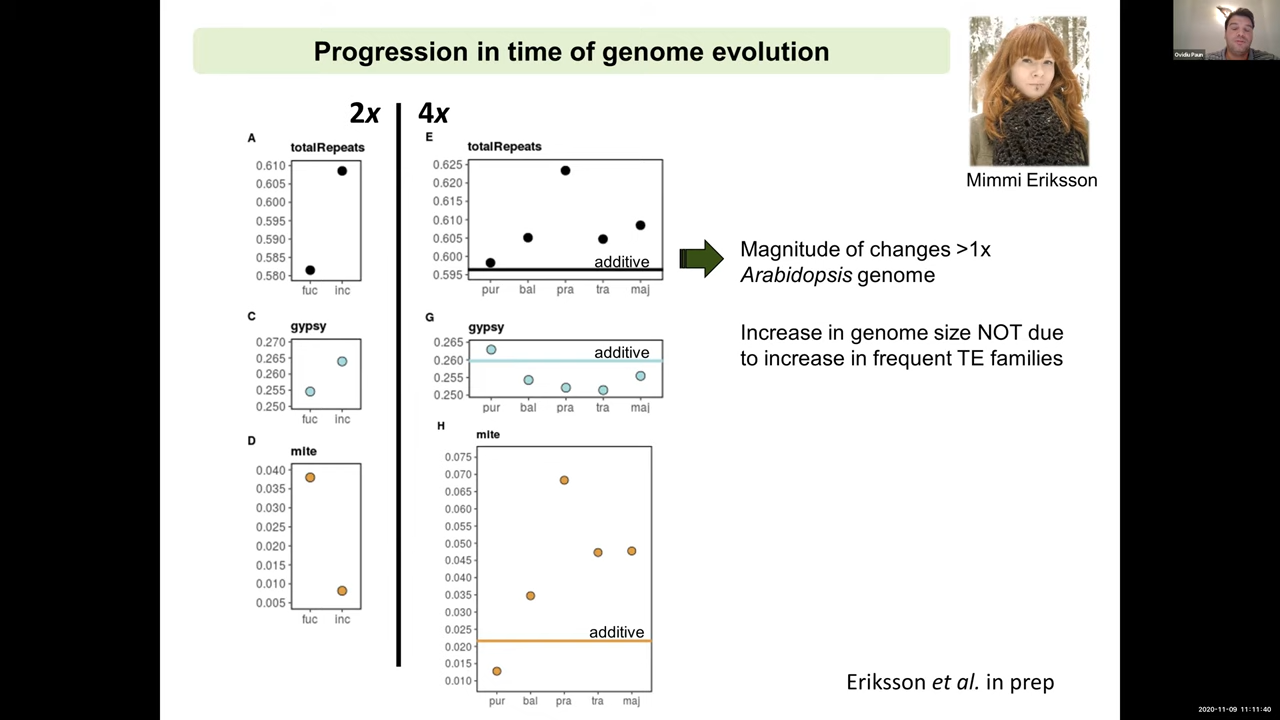 Progression in time of genome evolution
Ovidiu Paun
Mimmi Eriksson
2x
4x
A
totalRepeats
0.610
0.605
0.600
0.595
0.590
0.585
0.580
fuc inc
C
gypsy
0.270
0.265
0.260
0.255
0.250
fuc inc
D
mite
0.040
0.035
0.030
0.025
0.020
0.015
0.010
0.005
fuc inc
E
totalRepeats
0.625
0.620
0.615
0.610
0.605
0.600
0.595
additive
pur bal pra tra maj
G
gypsy
0.265
0.260
0.255
0.250
additive
pur bal pra tra maj
H
mite
0.075
0.070
0.065
0.060
0.055
0.050
0.045
0.040
0.035
0.030
0.025
0.020
0.015
0.010
additive
pur bal pra tra maj
Magnitude of changes >1x
Arabidopsis genome
Increase in genome size NOT due
to increase in frequent TE families
Eriksson et al. in prep
2020-11-09 11:11:40